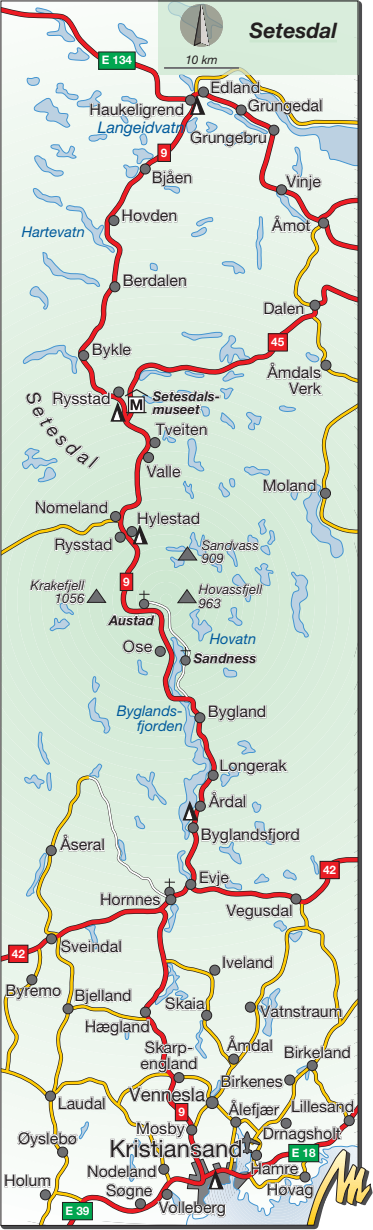 Setesdal
10 km
E 134
Edland
Haukeligrend
Grungedal
Langeidvatn
Grungebru
9
Bjåen
Vinje
Hovden
Åmot
Hartevatn
Berdalen
Dalen
45
Bykle
Åmdals
Verk
Rysstad
M
Setesdals-
museet
Setesdal
Tveiten
Valle
Moland
Nomeland
Hylestad
Rysstad
Sandvass
909
9
Krakefjell
1056
Hovassfjell
963
Austad
Hovatn
Ose
Sandness
Byglands-
fjorden
Bygland
Longerak
Årdal
Byglandsfjord
Åseral
Evje
42
Hornnes
Vegusdal
42
Sveindal
Iveland
Byremo
Bjelland
Skaia
Vatnstraum
Hægland
Åmdal
Skarp-
england
Birkeland
Birkenes
Vennesla
Laudal
9
Ålefjær
Lillesand
Mosby
Drnagsholt
Øyslebø
Kristiansand
E 18
Nodeland
Hamre
Holum
Søgne
Høvag
E 39
Volleberg